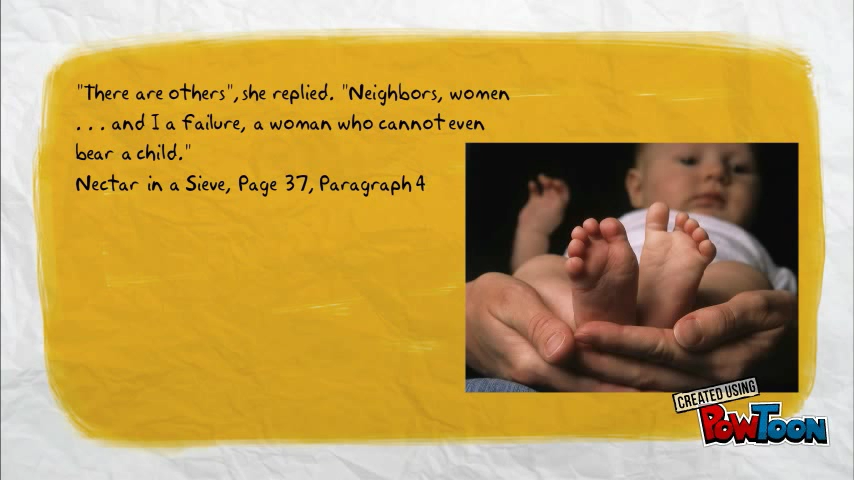 "There are others", she replied. "Neighbors, women
. . . and I a failure, a woman who cannot even
bear a child."
Nectar in a Sieve, Page 37, Paragraph 4
CREATED USING
POWTOON